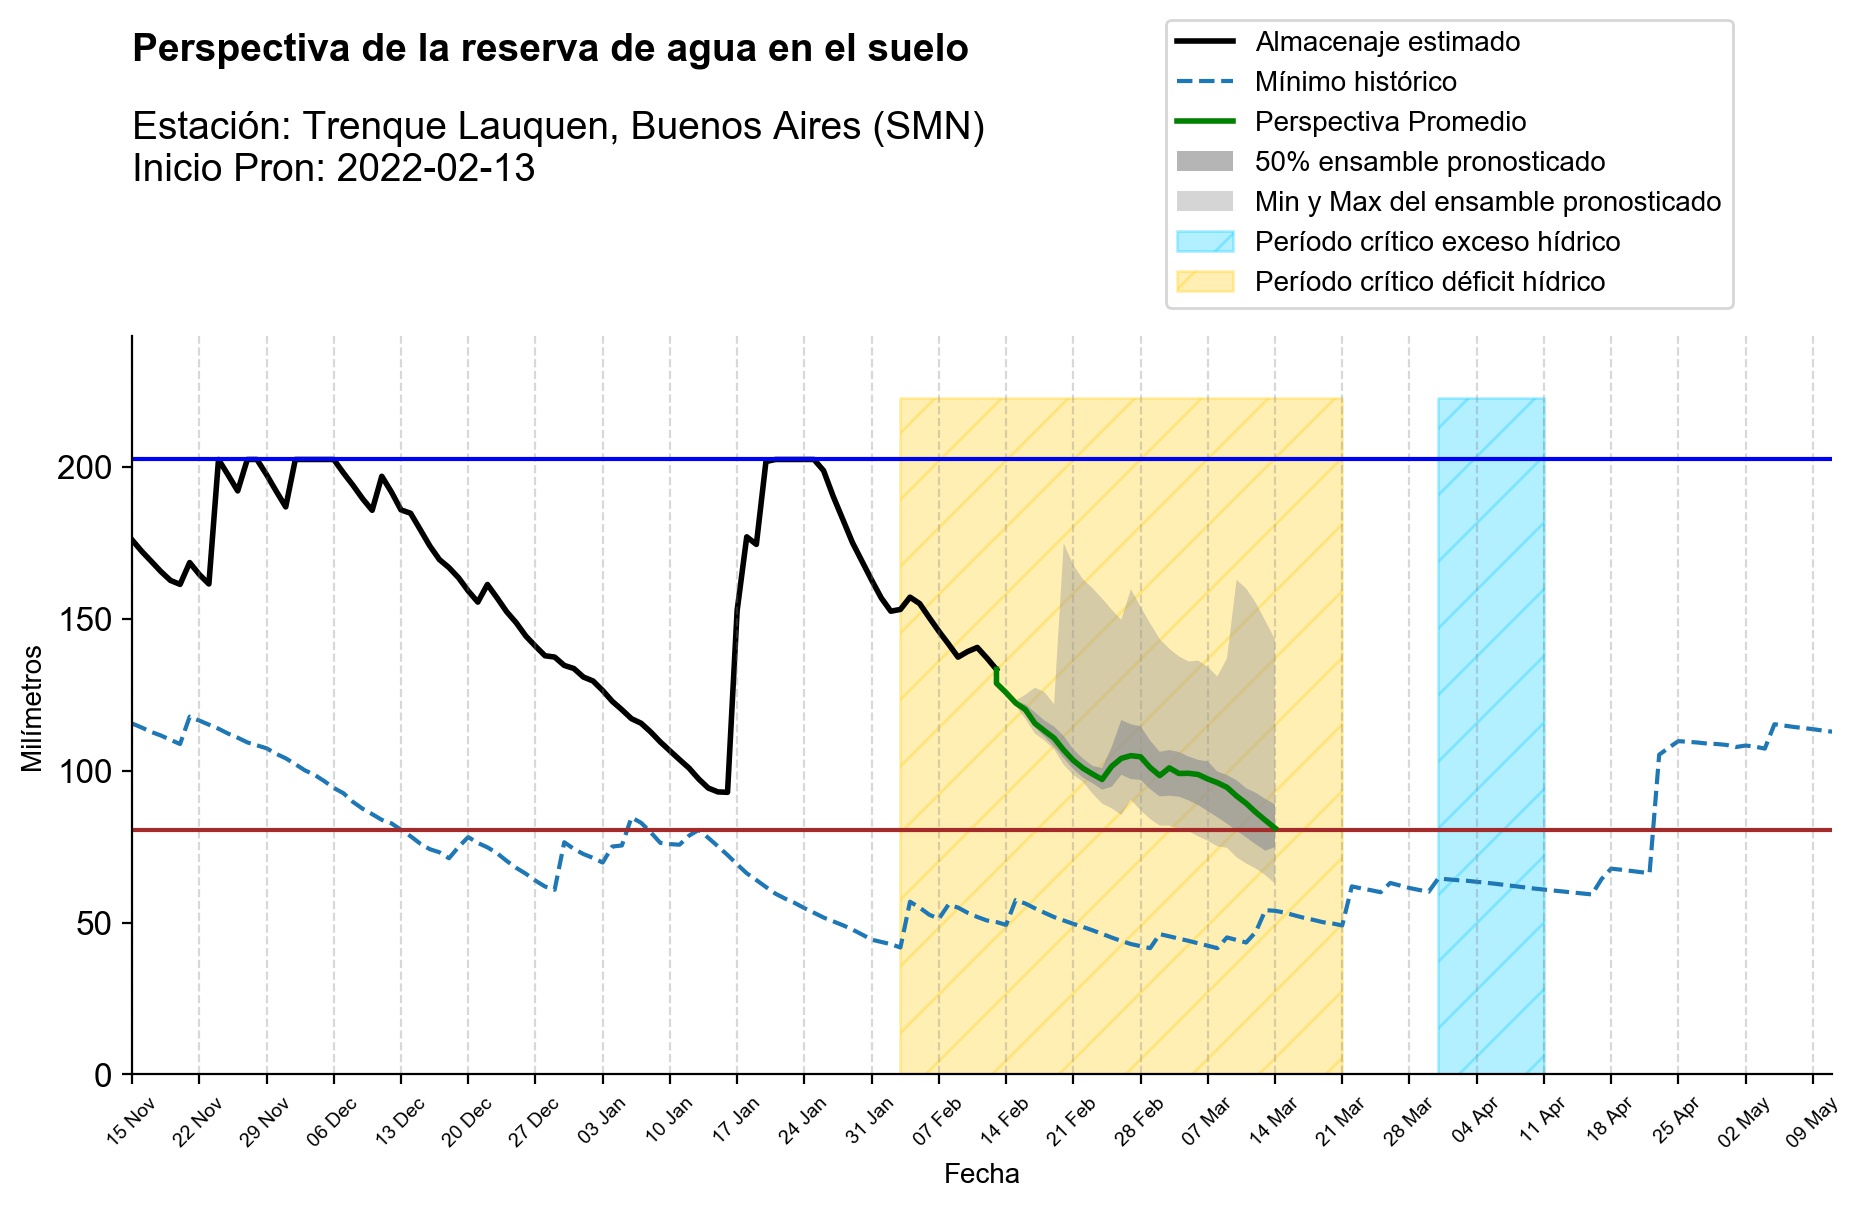 Perspectiva de la reserva de agua en el suelo
Estación: Trenque Lauquen, Buenos Aires (SMN)
Inicio Pron: 2022-02-13
Almacenaje estimado
Mínimo histórico
Perspectiva Promedio
50% ensamble pronosticado
Min y Max del ensamble pronosticado
Período crítico exceso hídrico
Período crítico déficit hídrico
Milímetros
200
150
100
50
0
15 Nov
22 Nov
29 Nov
06 Dec
13 Dec
20 Dec
27 Dec
03 Jan
10 Jan
17 Jan
24 Jan
31 Jan
07 Feb
14 Feb
21 Feb
28 Feb
07 Mar
14 Mar
21 Mar
28 Mar
04 Apr
11 Apr
18 Apr
25 Apr
02 May
09 May
Fecha